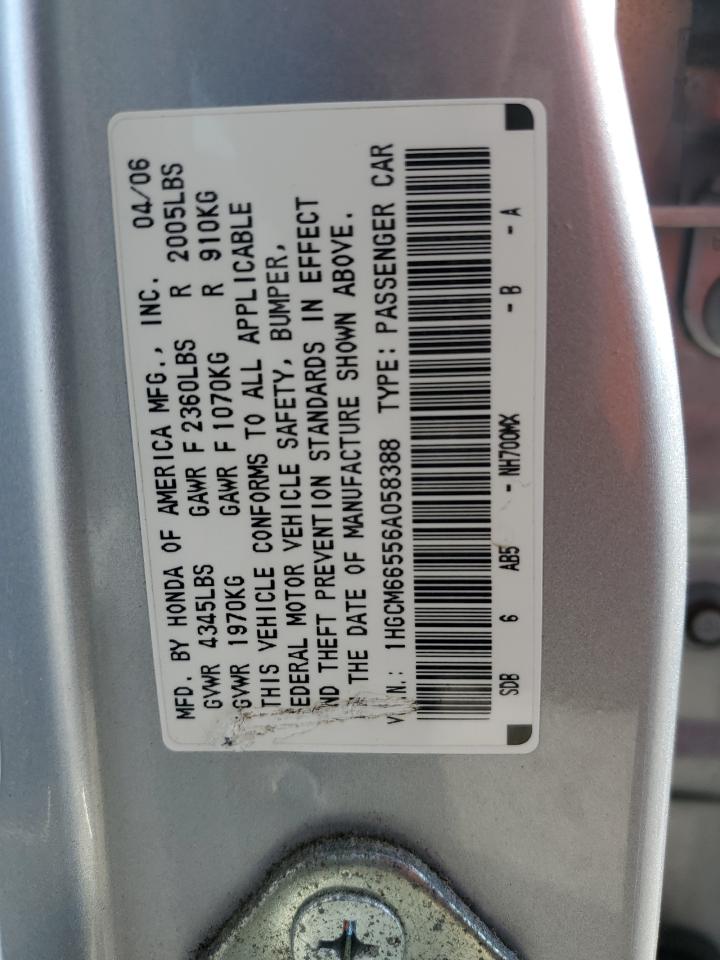 MFD. BY HONDA OF AMERICA MFG., INC. 04/06
GVWR 4345LBS GAWR F 2360LBS R 2005LBS
GVWR 1970KG GAWR F 1070KG R 910KG
THIS VEHICLE CONFORMS TO ALL APPLICABLE
EDERAL MOTOR VEHICLE SAFETY, BUMPER,
ND THEFT PREVENTION STANDARDS IN EFFECT
THE DATE OF MANUFACTURE SHOWN ABOVE.
V.I.N.: 1HGCM66556A058388 TYPE: PASSENGER CAR
SDB 6 AB5 - NH700MX - B - A